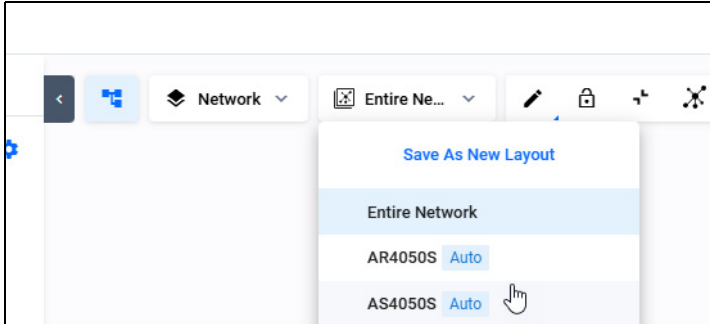 Network Entire Ne...
Save As New Layout
Entire Network
AR4050S Auto
AS4050S Auto